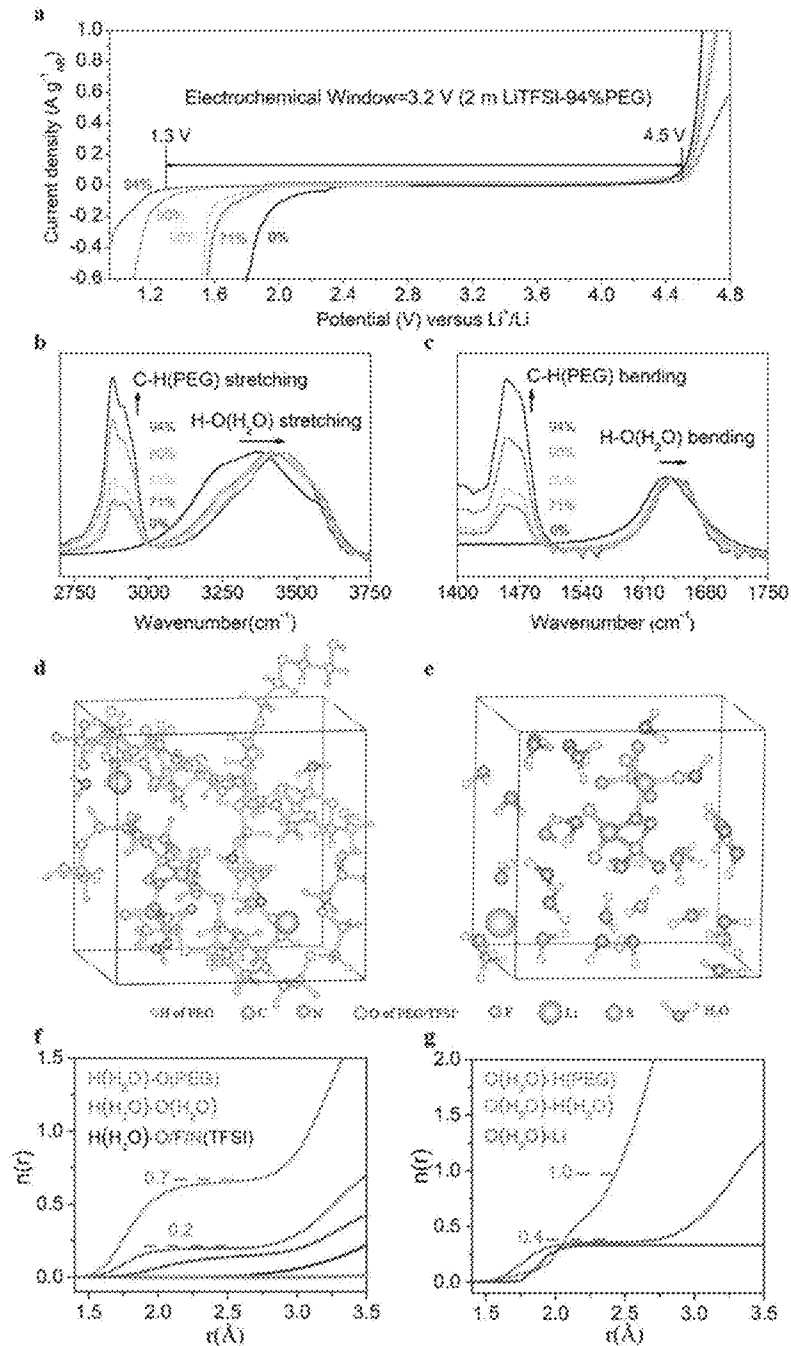 a
1.0
0.8
0.6
0.4
0.2
0.0
-0.2
-0.4
-0.6
Current density (A g⁻¹
Electrochemical Window=3.2 V (2 m LiTFSI-94%PEG)
1.3 V
4.5 V
94%
90%
71%
0%
1.2 1.6 2.0 2.4 2.8 3.2 3.6 4.0 4.4 4.8
Potential (V) versus Li⁺/Li
b
C-H(PEG) stretching
H-O(H₂O) stretching
94%
90%
71%
0%
2750 3000 3250 3500 3750
Wavenumber(cm⁻¹)
c
C-H(PEG) bending
H-O(H₂O) bending
94%
90%
71%
0%
1400 1470 1540 1610 1680 1750
Wavenumber (cm⁻¹)
d
e
H of PEG C N O of PEG/TFSI F Li S H₂O
f
1.5
1.0
0.5
0.0
n(r)
H(H₂O)-O(PEG)
H(H₂O)-O(H₂O)
H(H₂O)-O/F/N(TFSI)
0.7
0.2
1.5 2.0 2.5 3.0 3.5
r(Å)
g
2.0
1.5
1.0
0.5
0.0
n(r)
O(H₂O)-H(PEG)
O(H₂O)-H(H₂O)
O(H₂O)-Li
1.0
0.4
1.5 2.0 2.5 3.0 3.5
r(Å)